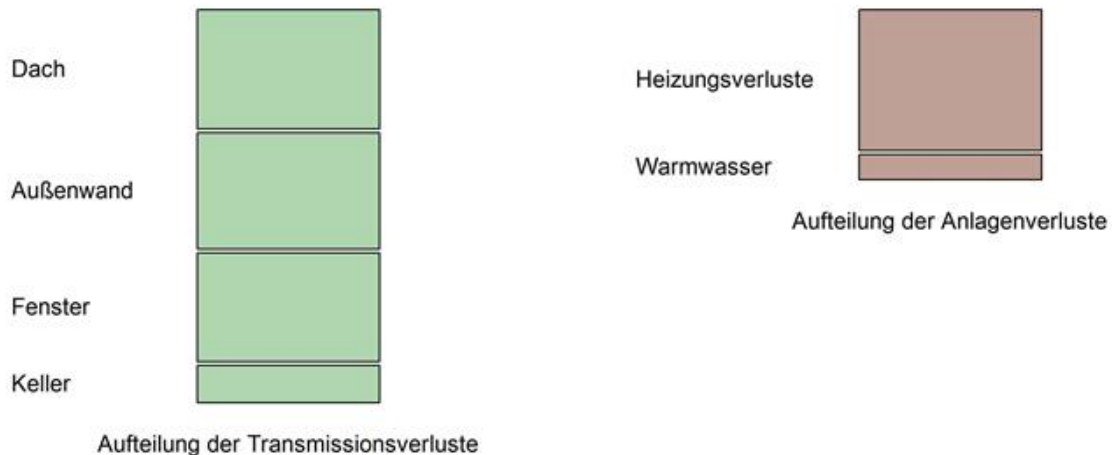 Dach
Außenwand
Fenster
Keller
Aufteilung der Transmissionsverluste
Heizungsverluste
Warmwasser
Aufteilung der Anlagenverluste